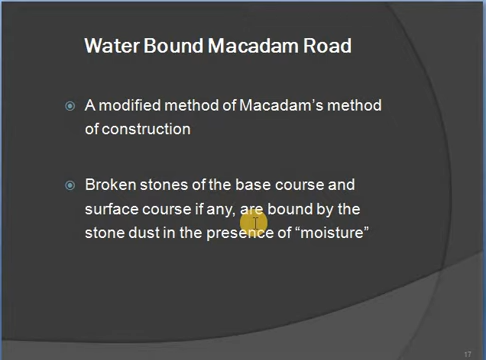 Water Bound Macadam Road
A modified method of Macadam's method
of construction
Broken stones of the base course and
surface course if any, are bound by the
stone dust in the presence of “moisture”
17